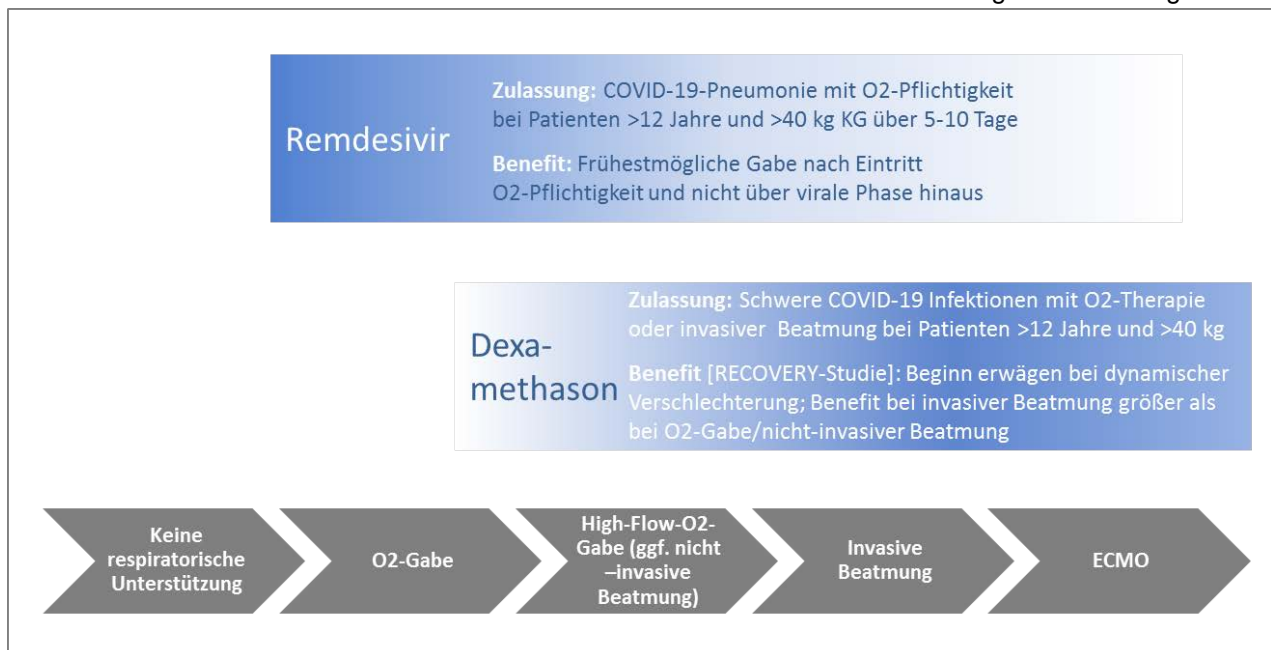 Remdesivir
Zulassung: COVID-19-Pneumonie mit O2-Pflichtigkeit
bei Patienten >12 Jahre und >40 kg KG über 5-10 Tage
Benefit: Frühestmögliche Gabe nach Eintritt
O2-Pflichtigkeit und nicht über virale Phase hinaus
Dexa-
methason
Zulassung: Schwere COVID-19 Infektionen mit O2-Therapie
oder invasiver Beatmung bei Patienten >12 Jahre und >40 kg
Benefit [RECOVERY-Studie]: Beginn erwägen bei dynamischer
Verschlechterung; Benefit bei invasiver Beatmung größer als
bei O2-Gabe/nicht-invasiver Beatmung
Keine
respiratorische
Unterstützung
O2-Gabe
High-Flow-O2-
Gabe (ggf. nicht
–invasive
Beatmung)
Invasive
Beatmung
ECMO